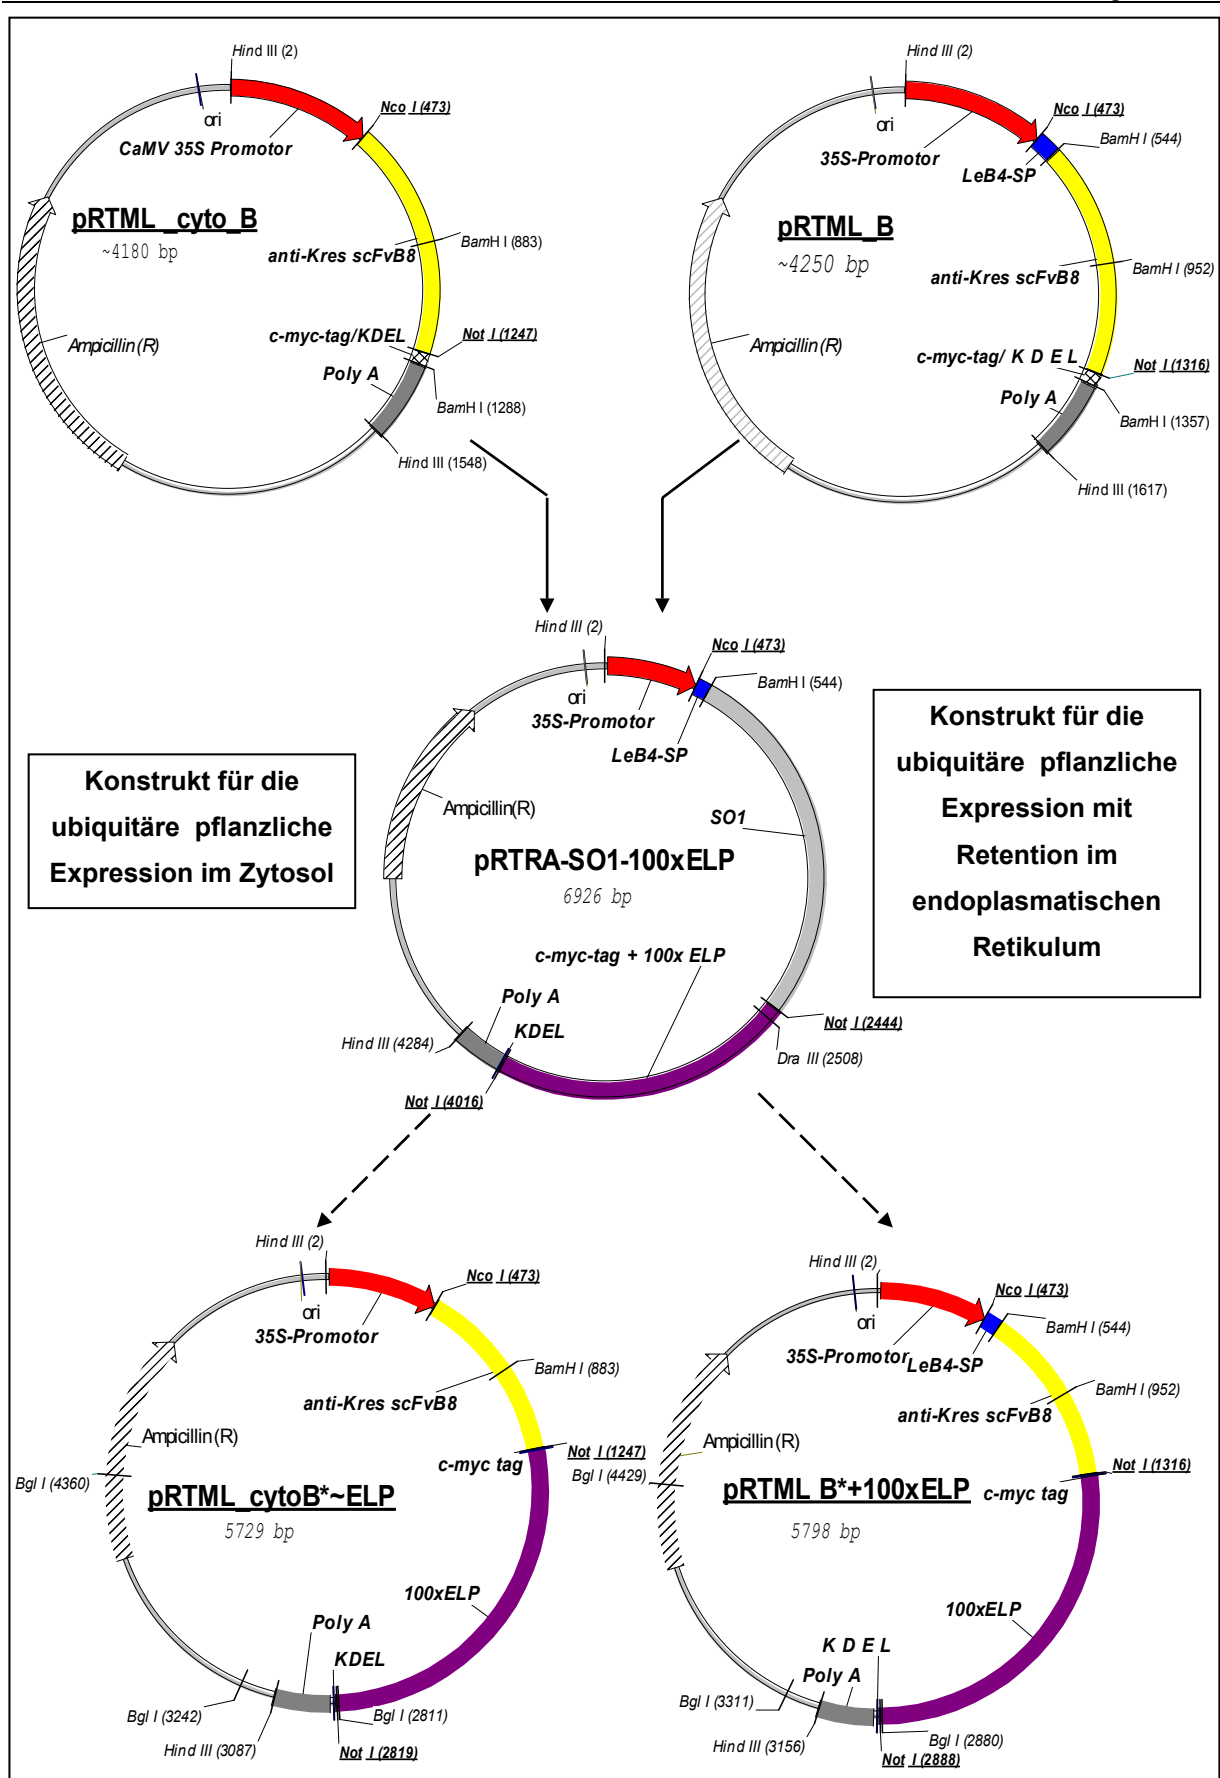 Hind III (2)
Nco I (473)
ori
CaMV 35S Promotor
pRTML _cyto_B
~4180 bp
anti-Kres scFvB8
BamH I (883)
Ampicillin (R)
c-myc-tag/KDEL
Not I (1247)
Poly A
BamH I (1288)
Hind III (1548)
Hind III (2)
Nco I (473)
BamH I (544)
ori
35S-Promotor
LeB4-SP
pRTML_B
~4250 bp
anti-Kres scFvB8
BamH I (952)
Ampicillin (R)
c-myc-tag/ K D E L
Not I (1316)
Poly A
BamH I (1357)
Hind III (1617)
Hind III (2)
Nco I (473)
BamH I (544)
ori
35S-Promotor
LeB4-SP
Ampicillin(R)
SO1
pRTRA-SO1-100xELP
6926 bp
c-myc-tag + 100x ELP
Poly A
KDEL
Hind III (4284)
Not I (2444)
Dra III (2508)
Not I (4016)
Konstrukt für die
ubiquitäre pflanzliche
Expression im Zytosol
Konstrukt für die
ubiquitäre pflanzliche
Expression mit
Retention im
endoplasmatischen
Retikulum
Hind III (2)
Nco I (473)
ori
35S-Promotor
BamH I (883)
anti-Kres scFvB8
Ampicillin (R)
c-myc tag
Not I (1247)
Bgl I (4360)
pRTML_cytoB*~ELP
5729 bp
100xELP
Poly A
KDEL
Bgl I (3242)
Bgl I (2811)
Hind III (3087)
Not I (2819)
Hind III (2)
Nco I (473)
ori
BamH I (544)
35S-Promotor
LeB4-SP
BamH I (952)
anti-Kres scFvB8
Ampicillin (R)
Bgl I (4429)
Not I (1316)
pRTML B*+100xELP
c-myc tag
5798 bp
100xELP
K D E L
Poly A
Bgl I (3311)
Bgl I (2880)
Hind III (3156)
Not I (2888)